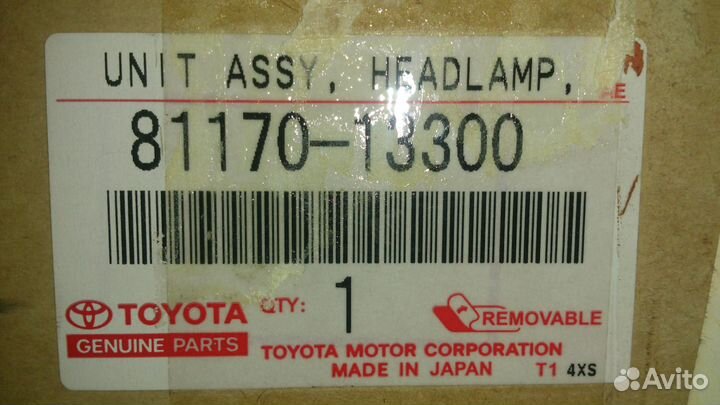 UNIT ASSY, HEADLAMP,
81170-13300
TOYOTA QTY: 1
GENUINE PARTS
REMOVABLE
TOYOTA MOTOR CORPORATION
MADE IN JAPAN T1 4XS
Avito